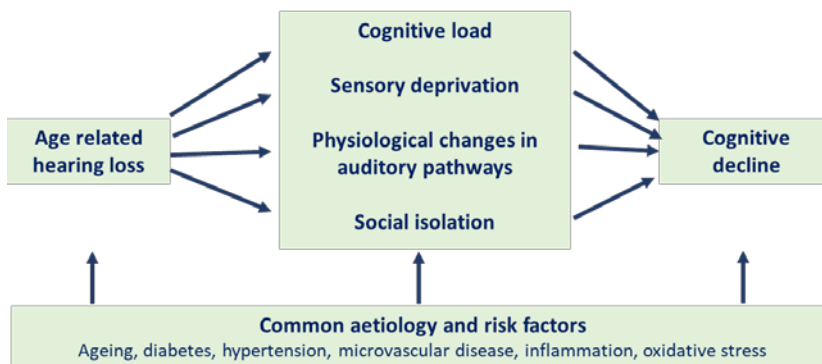 Cognitive load
Sensory deprivation
Age related
hearing loss
Physiological changes in
auditory pathways
Cognitive
decline
Social isolation
Common aetiology and risk factors
Ageing, diabetes, hypertension, microvascular disease, inflammation, oxidative stress